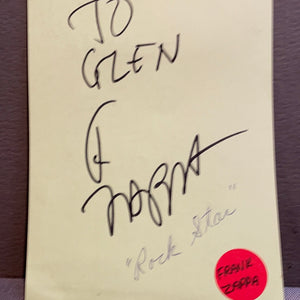 TO
GLEN
F
ZAPPA
"Rock Star"
FRANK
ZAPPA